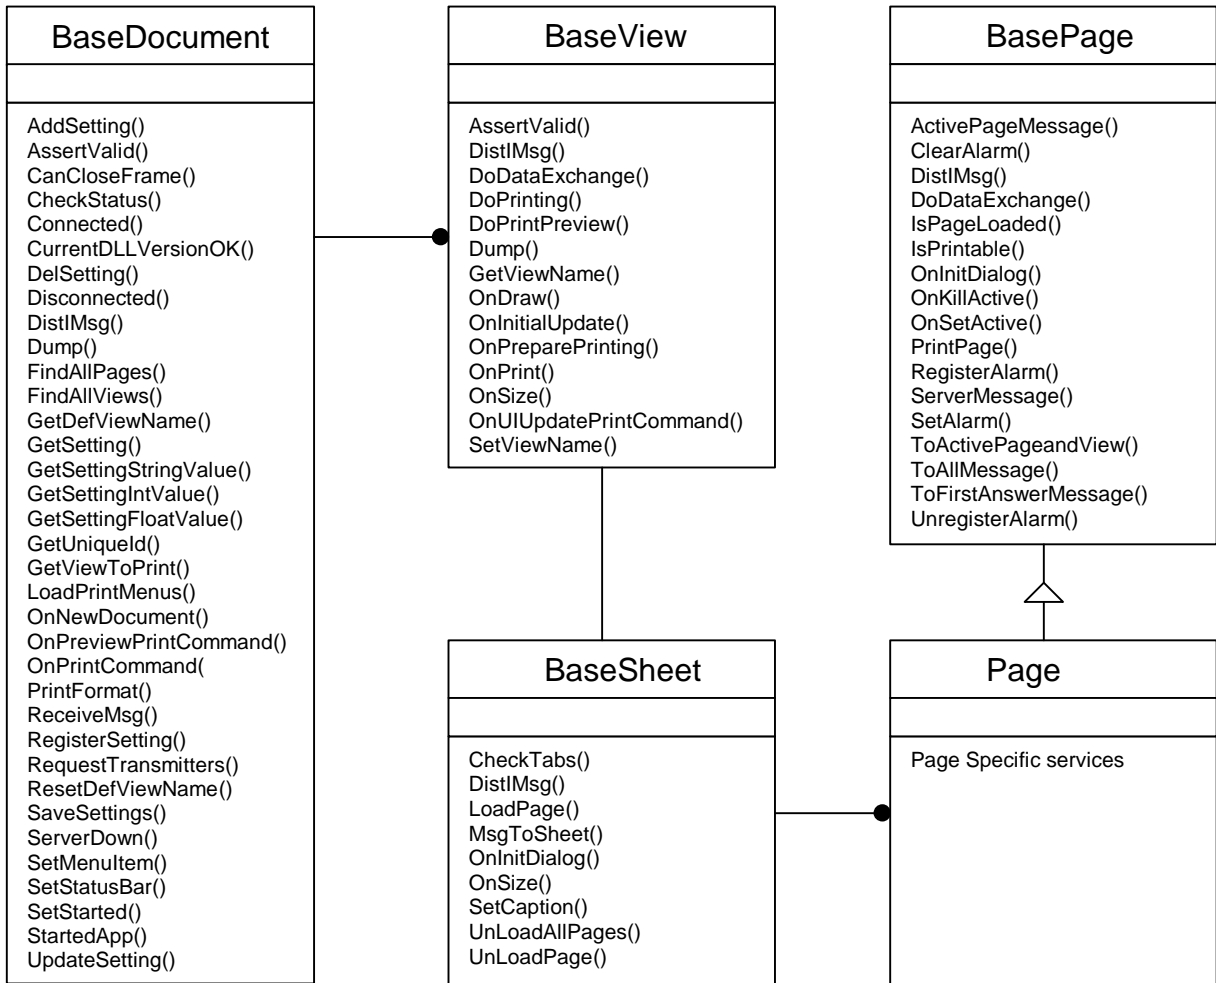 BaseDocument
AddSetting()
AssertValid()
CanCloseFrame()
CheckStatus()
Connected()
CurrentDLLVersionOK()
DelSetting()
Disconnected()
DistIMsg()
Dump()
FindAllPages()
FindAllViews()
GetDefViewName()
GetSetting()
GetSettingStringValue()
GetSettingIntValue()
GetSettingFloatValue()
GetUniqueId()
GetViewToPrint()
LoadPrintMenus()
OnNewDocument()
OnPreviewPrintCommand()
OnPrintCommand(
PrintFormat()
ReceiveMsg()
RegisterSetting()
RequestTransmitters()
ResetDefViewName()
SaveSettings()
ServerDown()
SetMenuItem()
SetStatusBar()
SetStarted()
StartedApp()
UpdateSetting()
BaseView
AssertValid()
DistIMsg()
DoDataExchange()
DoPrinting()
DoPrintPreview()
Dump()
GetViewName()
OnDraw()
OnInitialUpdate()
OnPreparePrinting()
OnPrint()
OnSize()
OnUIUpdatePrintCommand()
SetViewName()
BasePage
ActivePageMessage()
ClearAlarm()
DistIMsg()
DoDataExchange()
IsPageLoaded()
IsPrintable()
OnInitDialog()
OnKillActive()
OnSetActive()
PrintPage()
RegisterAlarm()
ServerMessage()
SetAlarm()
ToActivePageandView()
ToAllMessage()
ToFirstAnswerMessage()
UnregisterAlarm()
BaseSheet
CheckTabs()
DistIMsg()
LoadPage()
MsgToSheet()
OnInitDialog()
OnSize()
SetCaption()
UnLoadAllPages()
UnLoadPage()
Page
Page Specific services